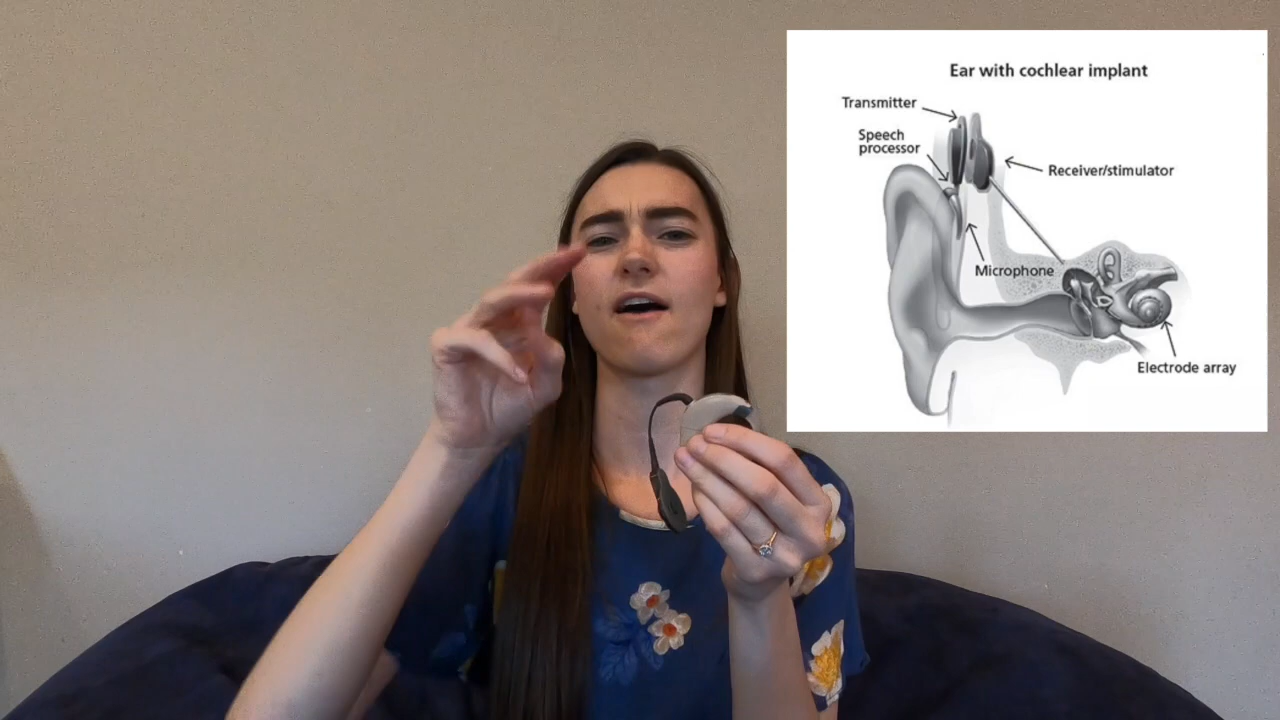 Ear with cochlear implant
Transmitter
Speech
processor
Receiver/stimulator
Microphone
Electrode array